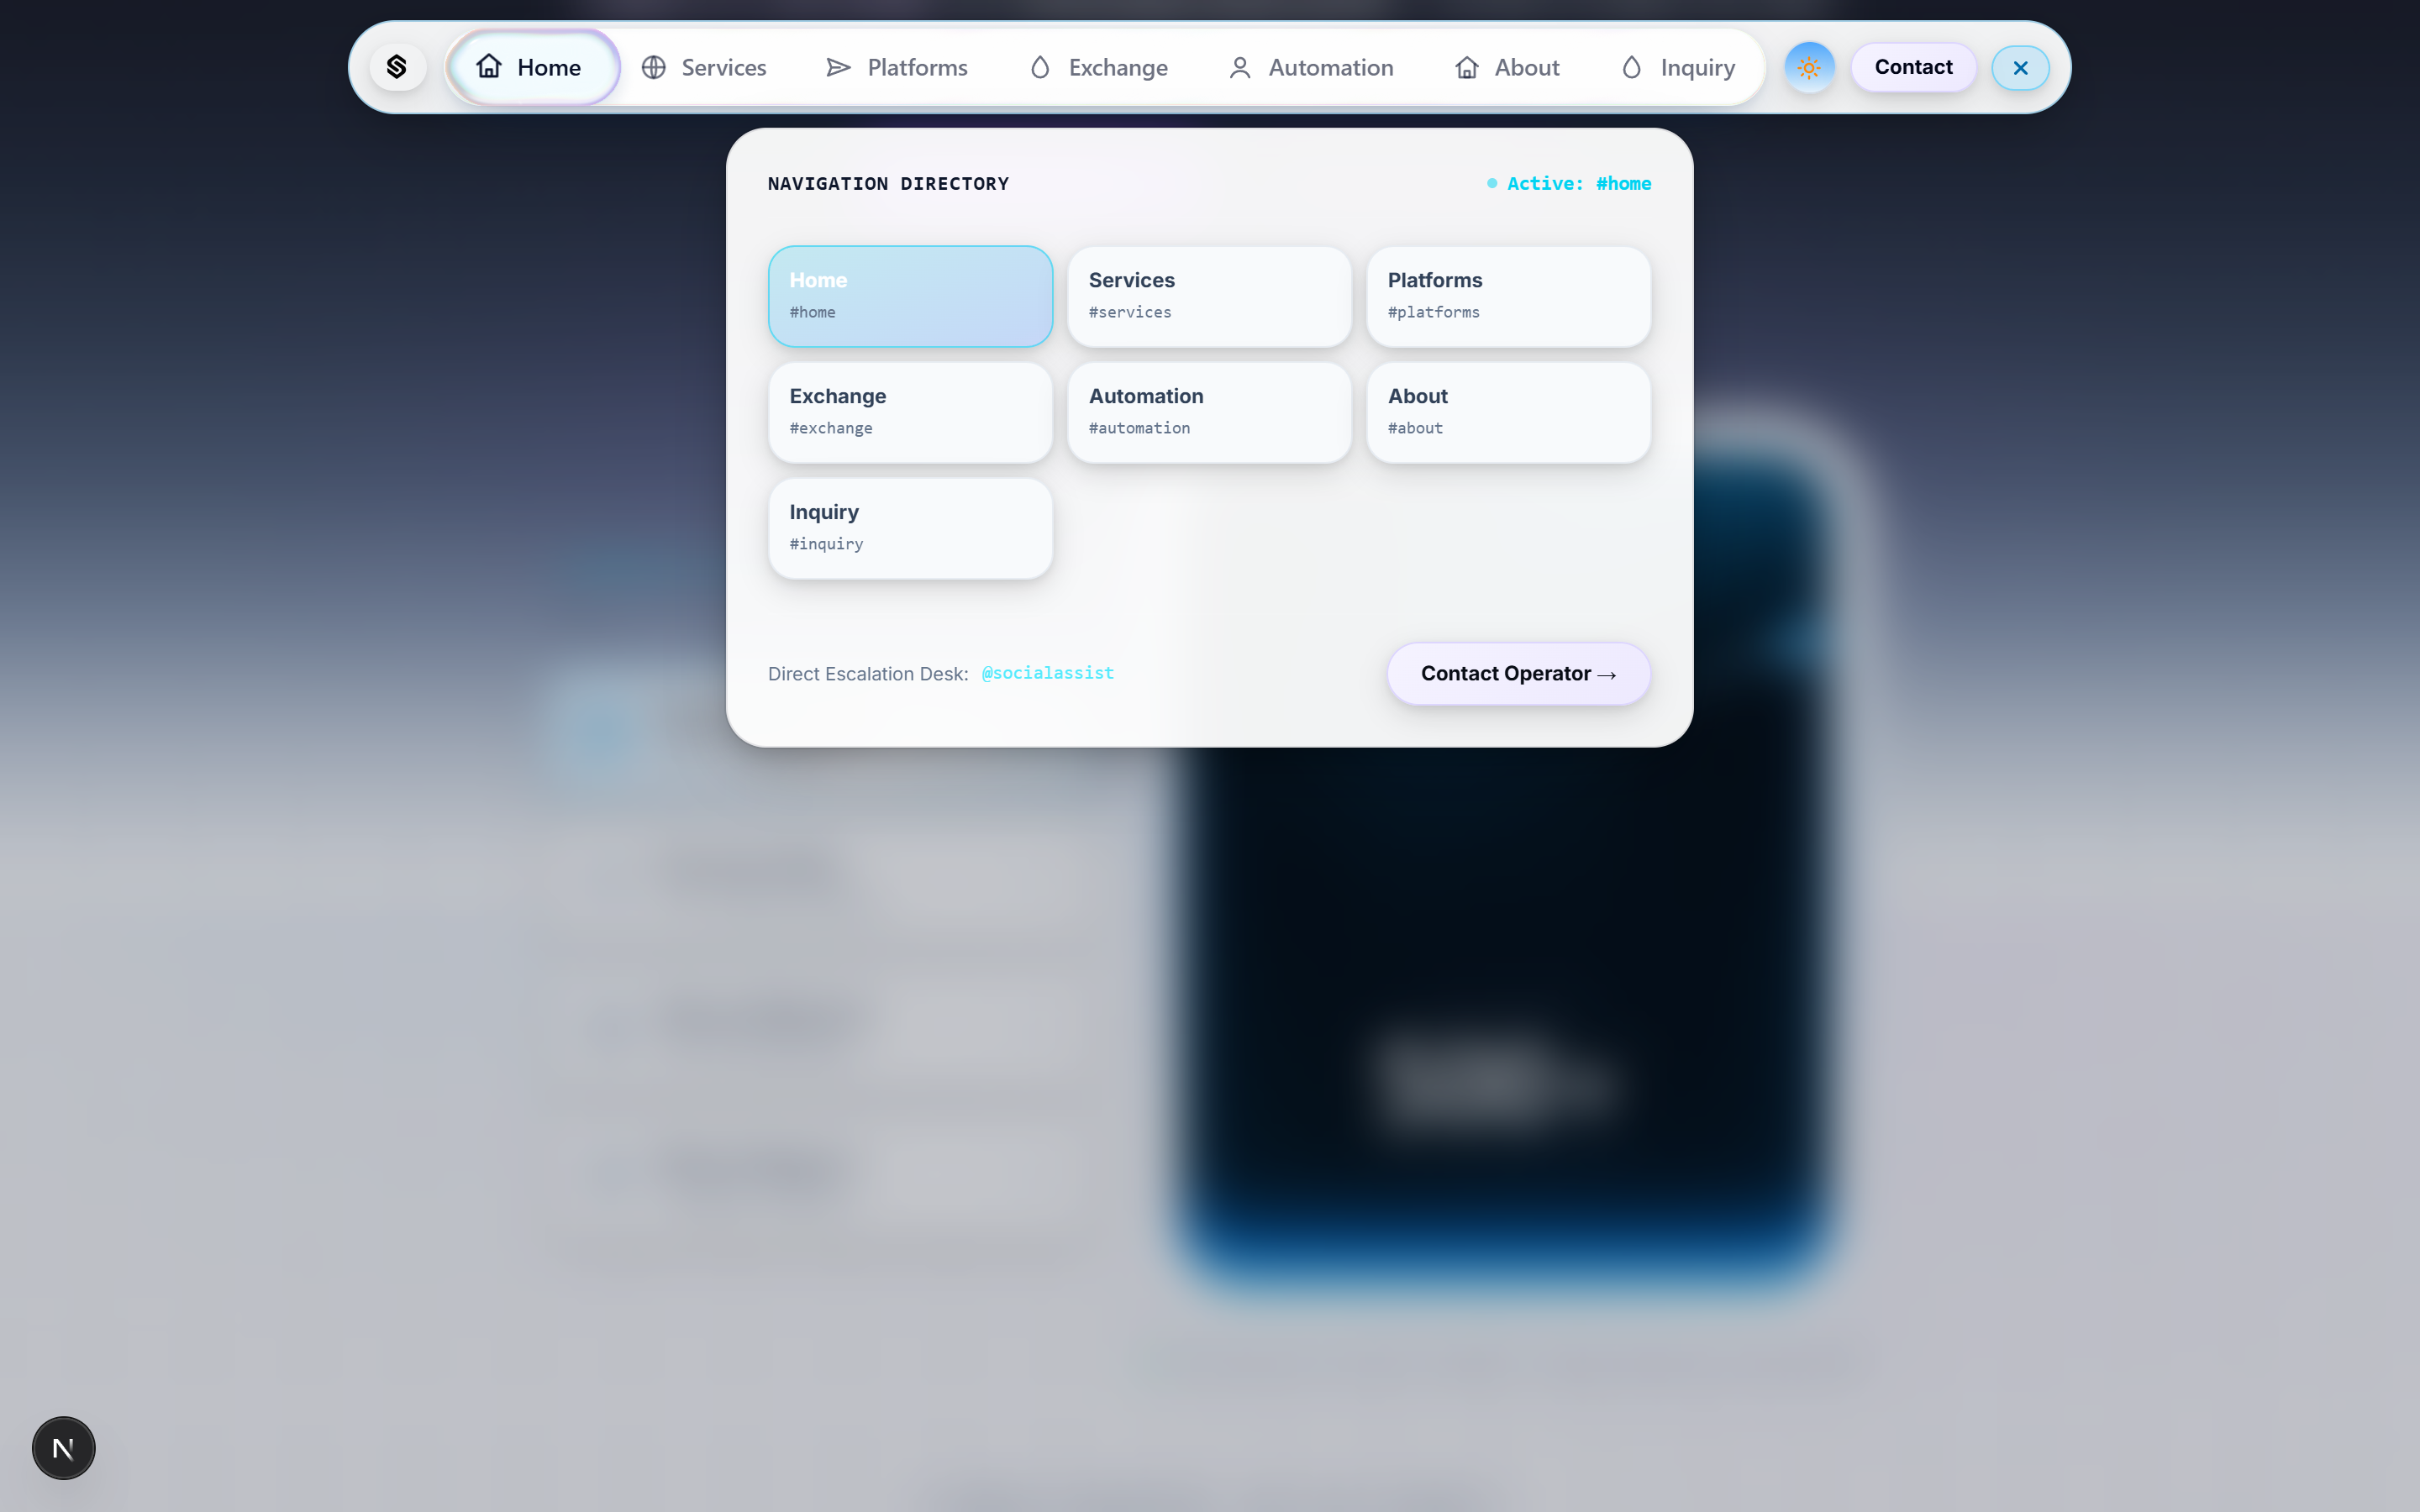 Home Services Platforms Exchange Automation About Inquiry Contact
NAVIGATION DIRECTORY
Active: #home
Home
#home
Services
#services
Platforms
#platforms
Exchange
#exchange
Automation
#automation
About
#about
Inquiry
#inquiry
Direct Escalation Desk: @socialassist
Contact Operator →
N